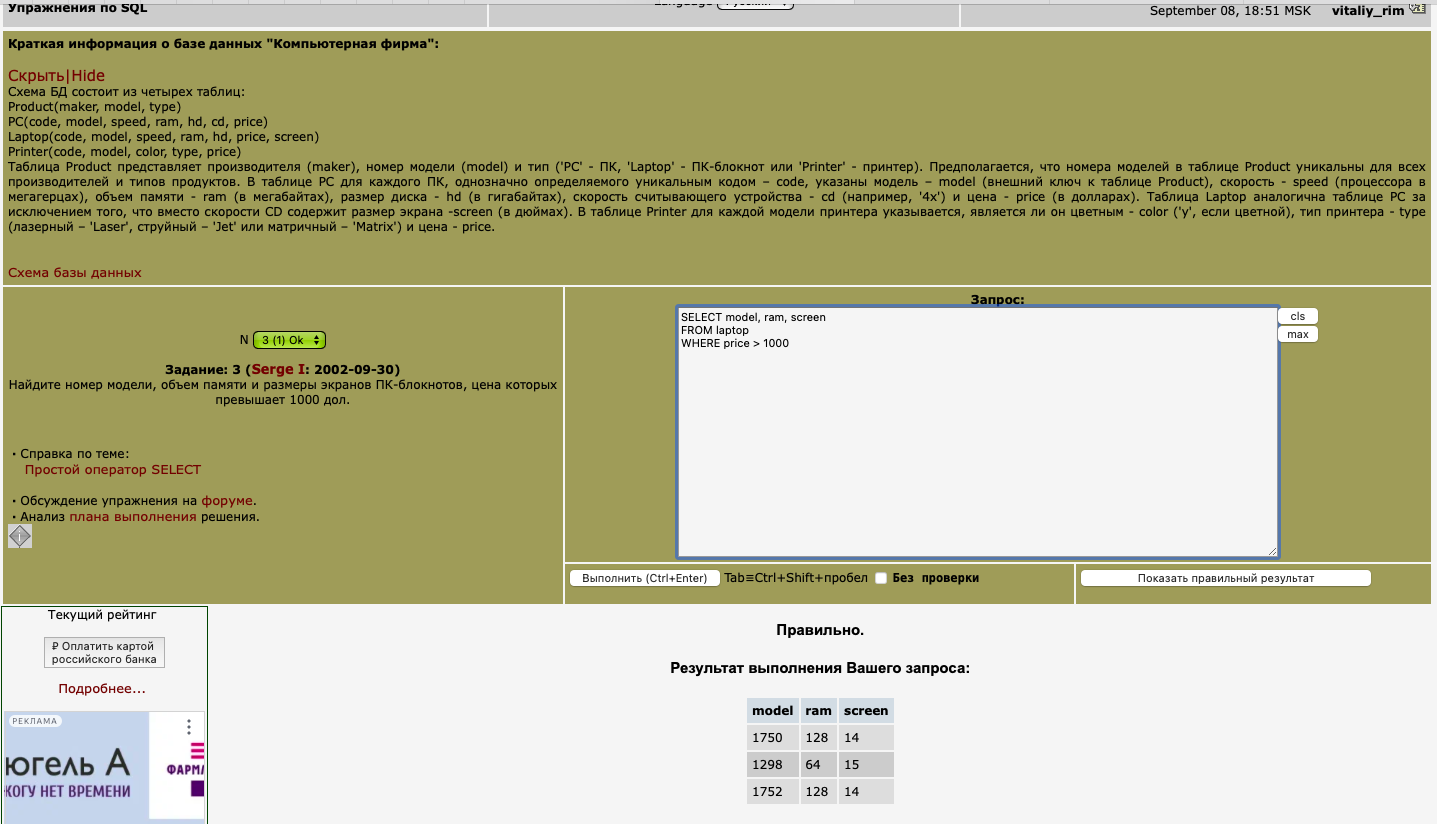 Упражнения по SQL
Language Русский
September 08, 18:51 MSK vitaliy_rim
Краткая информация о базе данных "Компьютерная фирма":
Скрыть|Hide
Схема БД состоит из четырех таблиц:
Product(maker, model, type)
PC(code, model, speed, ram, hd, cd, price)
Laptop(code, model, speed, ram, hd, price, screen)
Printer(code, model, color, type, price)
Таблица Product представляет производителя (maker), номер модели (model) и тип ('PC' - ПК, 'Laptop' - ПК-блокнот или 'Printer' - принтер). Предполагается, что номера моделей в таблице Product уникальны для всех
производителей и типов продуктов. В таблице PC для каждого ПК, однозначно определяемого уникальным кодом – code, указаны модель – model (внешний ключ к таблице Product), скорость - speed (процессора в
мегагерцах), объем памяти - ram (в мегабайтах), размер диска - hd (в гигабайтах), скорость считывающего устройства - cd (например, '4x') и цена - price (в долларах). Таблица Laptop аналогична таблице РС за
исключением того, что вместо скорости CD содержит размер экрана -screen (в дюймах). В таблице Printer для каждой модели принтера указывается, является ли он цветным - color ('y', если цветной), тип принтера - type
(лазерный – 'Laser', струйный – 'Jet' или матричный – 'Matrix') и цена - price.
Схема базы данных
N 3 (1) Ok
Задание: 3 (Serge I: 2002-09-30)
Найдите номер модели, объем памяти и размеры экранов ПК-блокнотов, цена которых
превышает 1000 дол.
• Справка по теме:
Простой оператор SELECT
• Обсуждение упражнения на форуме.
• Анализ плана выполнения решения.
Запрос:
SELECT model, ram, screen
FROM laptop
WHERE price > 1000
cls
max
Выполнить (Ctrl+Enter) Tab≡Ctrl+Shift+пробел Без проверки
Показать правильный результат
Текущий рейтинг
₽ Оплатить картой
российского банка
Подробнее...
РЕКЛАМА
югель А
КОГУ НЕТ ВРЕМЕНИ
ФАРМА
Правильно.
Результат выполнения Вашего запроса:
model ram screen
1750 128 14
1298 64 15
1752 128 14